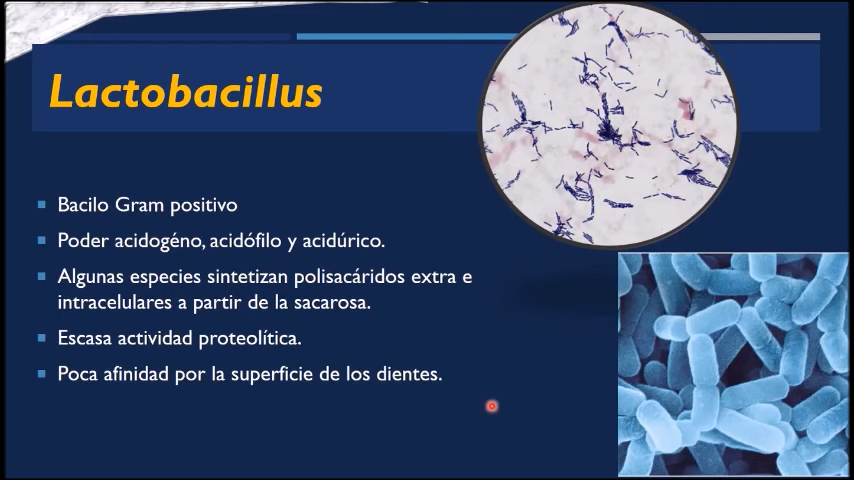 Lactobacillus
Bacilo Gram positivo
Poder acidogéno, acidófilo y acidúrico.
Algunas especies sintetizan polisacáridos extra e
intracelulares a partir de la sacarosa.
Escasa actividad proteolítica.
Poca afinidad por la superficie de los dientes.